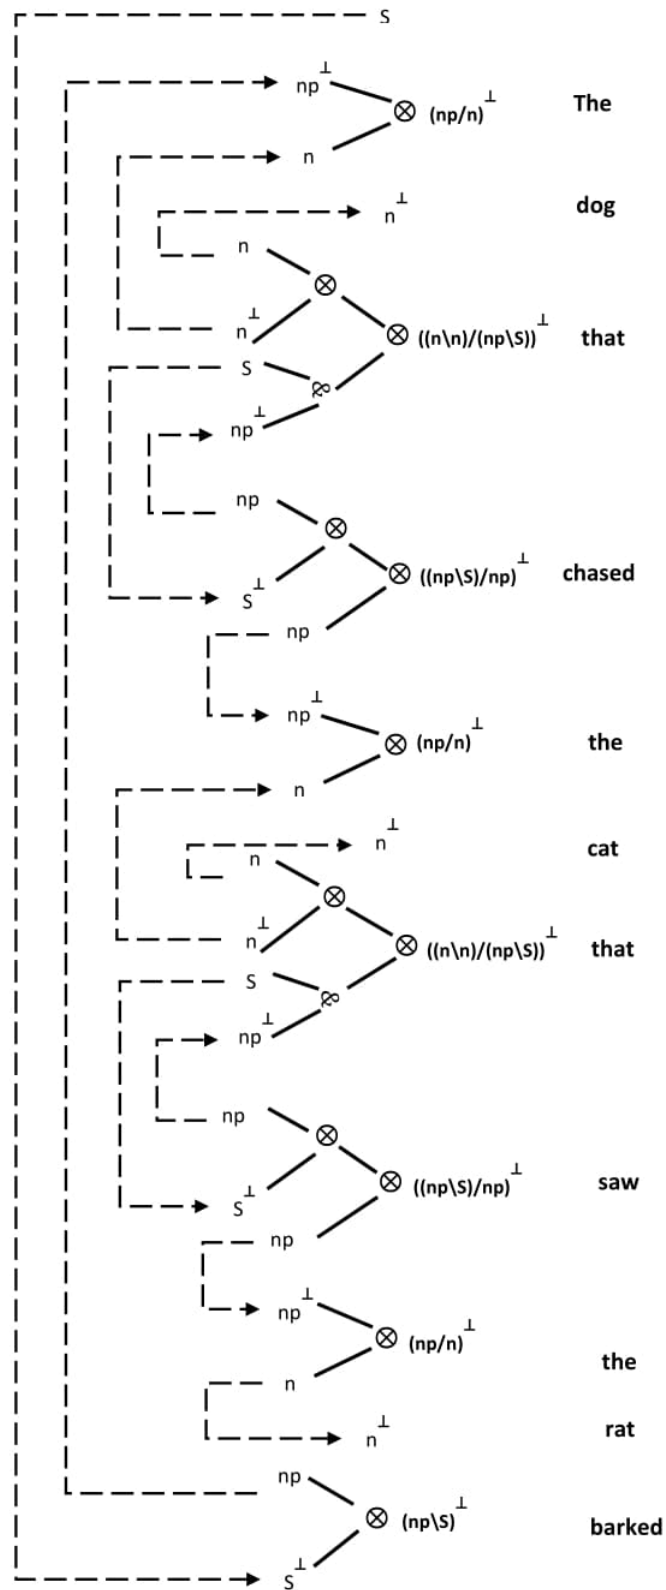 S
np⊥
⊗ (np/n)⊥ The
n
n⊥ dog
n
⊗
n⊥ ⊗ ((n\n)/(np\S))⊥ that
S
⅋
np⊥
np
⊗
⊗ ((np\S)/np)⊥ chased
S⊥
np
np⊥
⊗ (np/n)⊥ the
n
n⊥ cat
n
⊗
n⊥ ⊗ ((n\n)/(np\S))⊥ that
S
⅋
np⊥
np
⊗
⊗ ((np\S)/np)⊥ saw
S⊥
np
np⊥
⊗ (np/n)⊥
the
n
n⊥ rat
np
⊗ (np\S)⊥ barked
S⊥